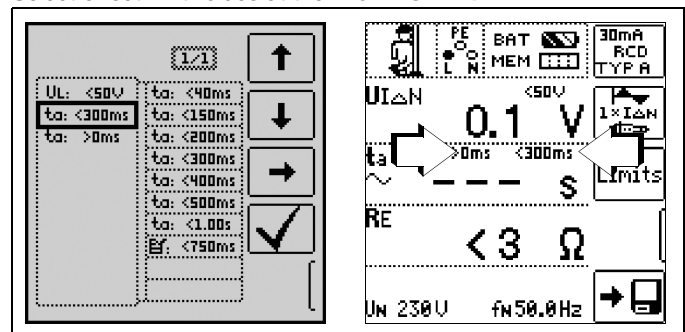 1/1
UL: <50V
ta: <300ms
ta: >0ms
ta: <40ms
ta: <150ms
ta: <200ms
ta: <300ms
ta: <400ms
ta: <500ms
ta: <1.00s
: <750ms
PE
L N
BAT
MEM
30mA
RCD
TYP A
UI△N
<50V
0.1 V
1×I△N
ta
>0ms <300ms
~ --- s
Limits
RE
<3 Ω
UN 230V fN50.0Hz